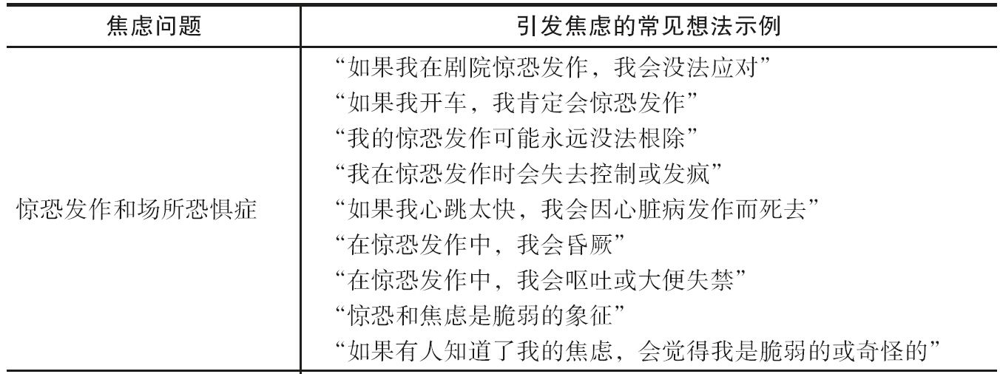 焦虑问题
引发焦虑的常见想法示例
惊恐发作和场所恐惧症
“如果我在剧院惊恐发作，我会没法应对”
“如果我开车，我肯定会惊恐发作”
“我的惊恐发作可能永远没法根除”
“我在惊恐发作时会失去控制或发疯”
“如果我心跳太快，我会因心脏病发作而死去”
“在惊恐发作中，我会昏厥”
“在惊恐发作中，我会呕吐或大便失禁”
“惊恐和焦虑是脆弱的象征”
“如果有人知道了我的焦虑，会觉得我是脆弱的或奇怪的”